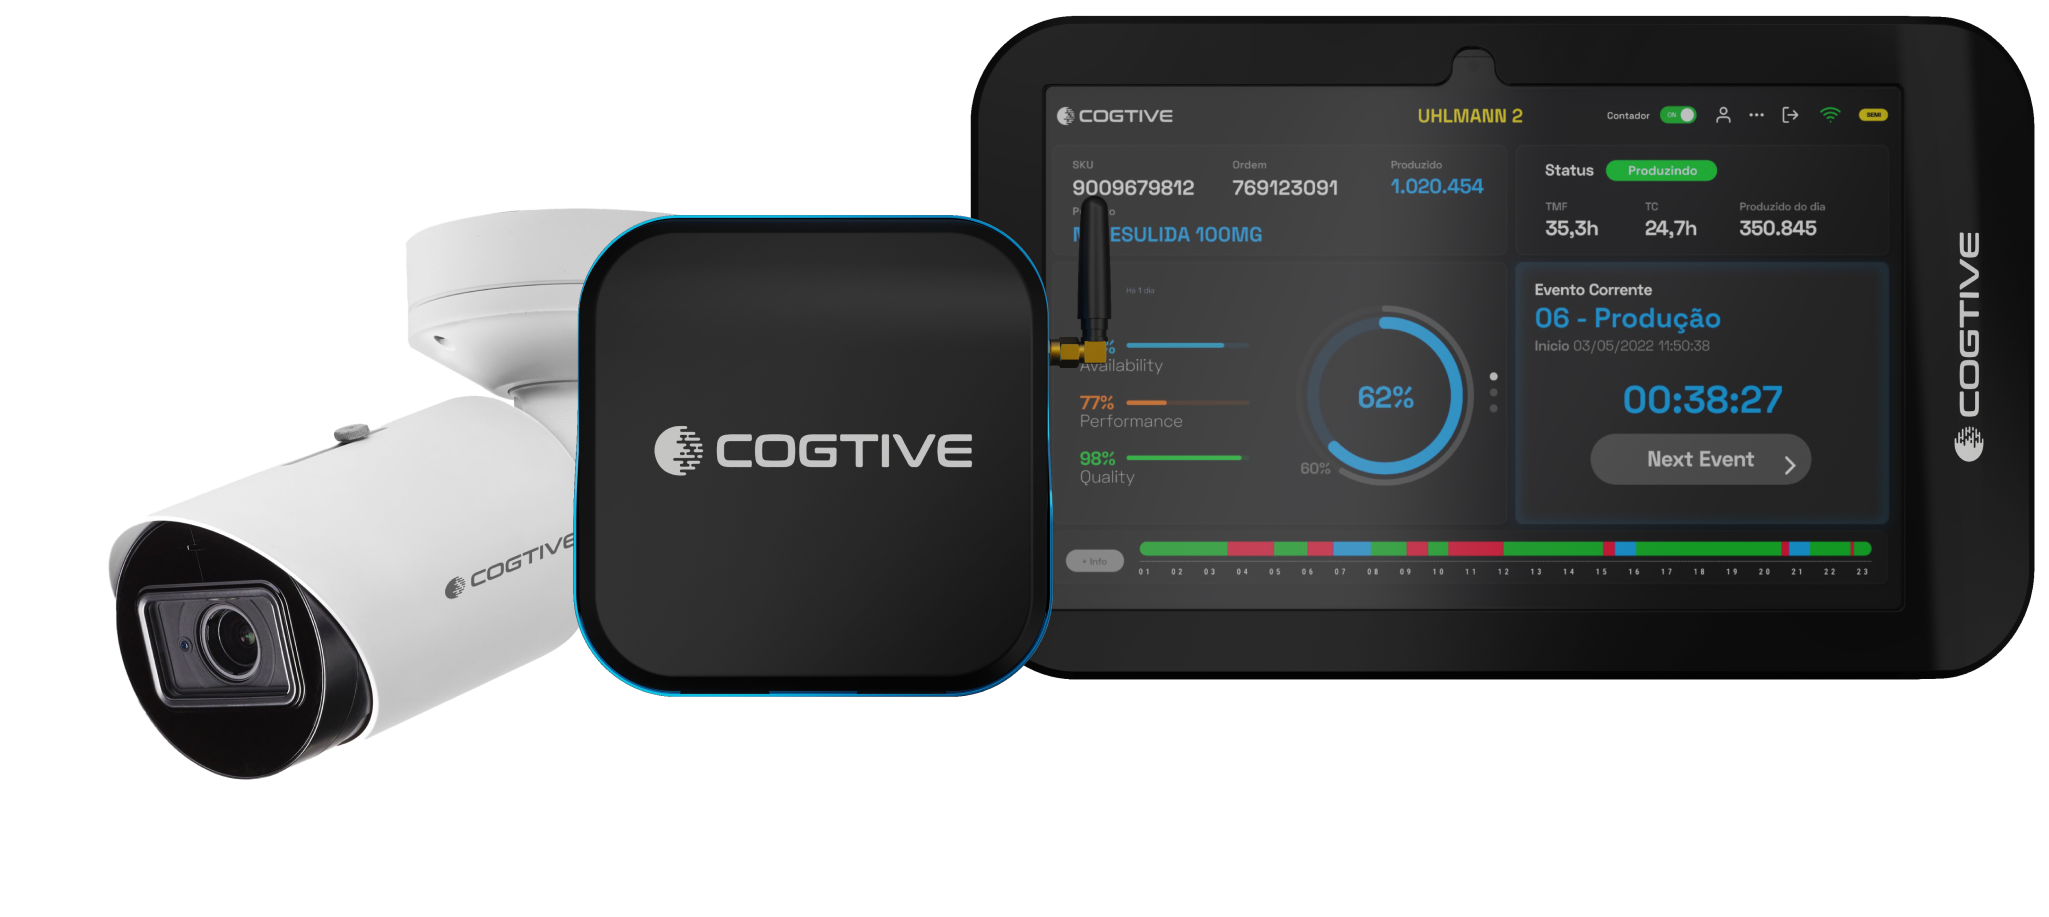 COGTIVE
COGTIVE
COGTIVE
UHLMANN 2
Contador
ON
SEMI
SKU
Ordem
Produzido
9009679812
769123091
1.020.454
ESULIDA 100MG
Status
Produzindo
TMF
TC
Produzido do dia
35,3h
24,7h
350.845
Há 1 dia
%
Availability
77%
Performance
98%
Quality
62%
60%
Evento Corrente
06 - Produção
Início 03/05/2022 11:50:38
00:38:27
Next Event
+ Info
01 02 03 04 05 06 07 08 09 10 11 12 13 14 15 16 17 18 19 20 21 22 23
COGTIVE